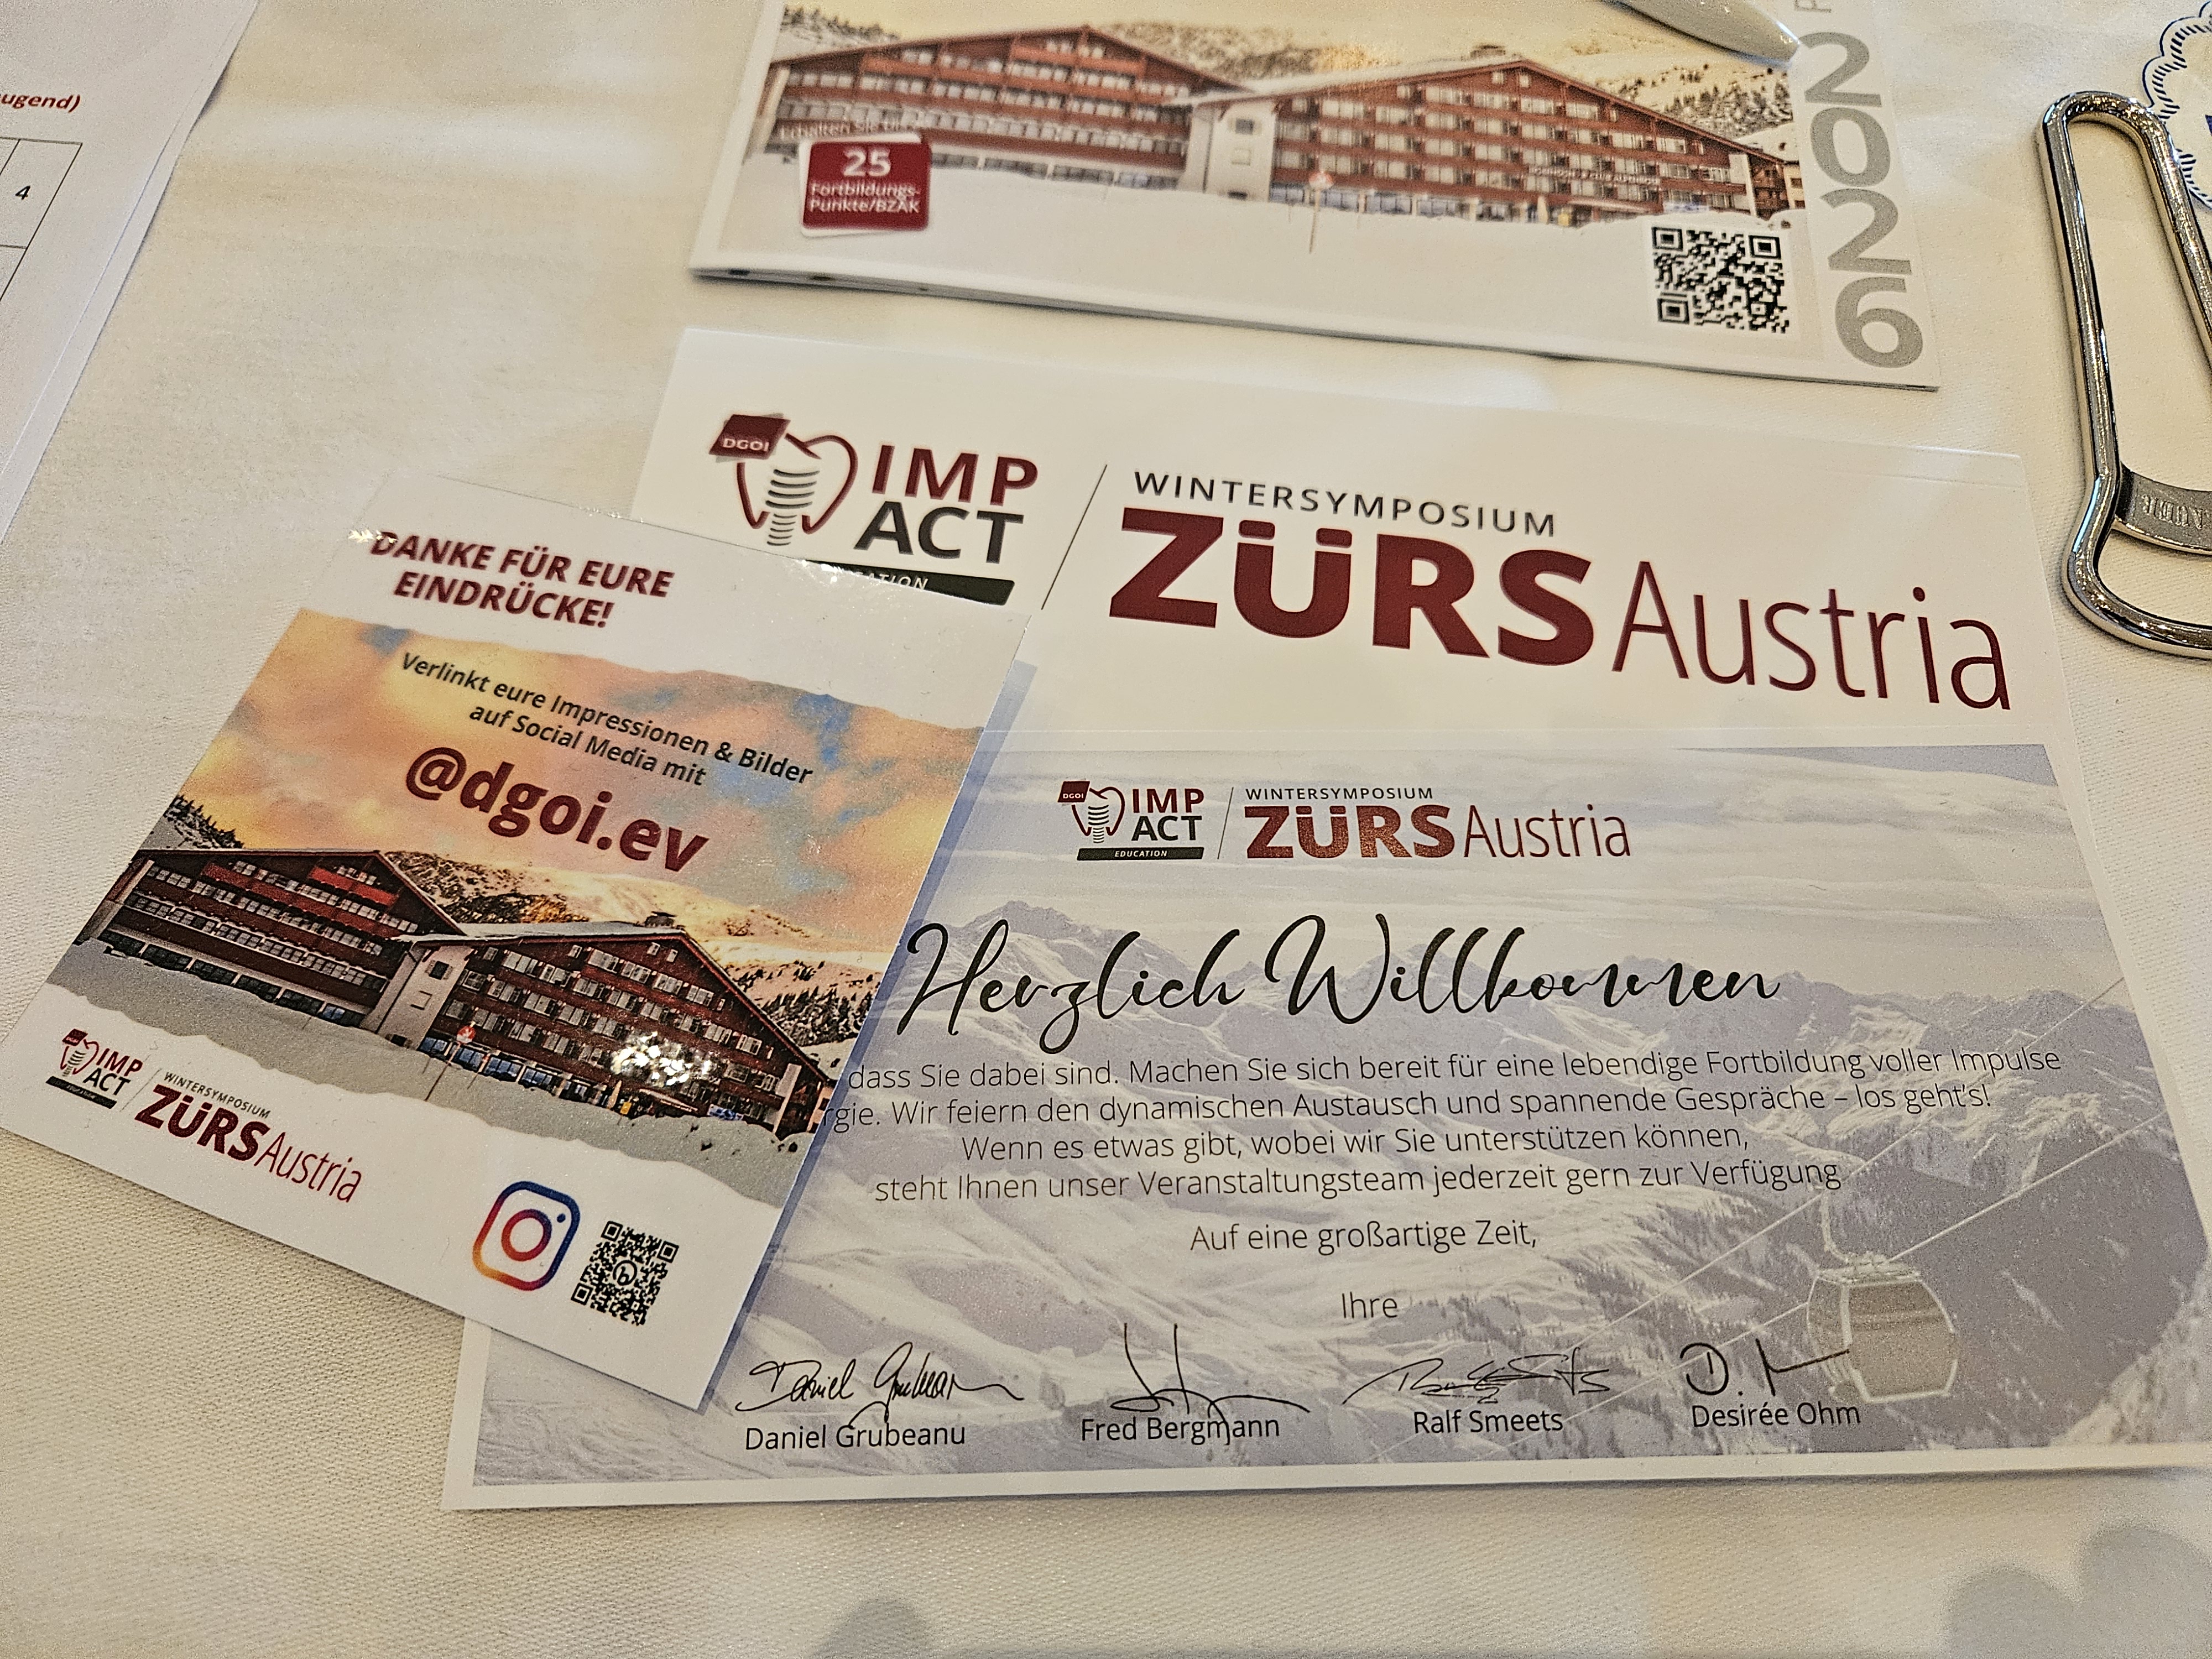 ugend)
4
25
Fortbildungs-
Punkte/BZÄK
2026
DGOI
IMP
ACT
WINTERSYMPOSIUM
ZÜRS Austria
DANKE FÜR EURE
EINDRÜCKE!
Verlinkt eure Impressionen & Bilder
auf Social Media mit
@dgoi.ev
IMP
ACT
WINTERSYMPOSIUM
ZÜRS Austria
DGOI
IMP
ACT
EDUCATION
WINTERSYMPOSIUM
ZÜRS Austria
Herzlich Willkommen
dass Sie dabei sind. Machen Sie sich bereit für eine lebendige Fortbildung voller Impulse
rgie. Wir feiern den dynamischen Austausch und spannende Gespräche – los geht's!
Wenn es etwas gibt, wobei wir Sie unterstützen können,
steht Ihnen unser Veranstaltungsteam jederzeit gern zur Verfügung
Auf eine großartige Zeit,
Ihre
Daniel Grubeanu
Daniel Grubeanu
Fred Bergmann
Ralf Smeets
Desirée Ohm